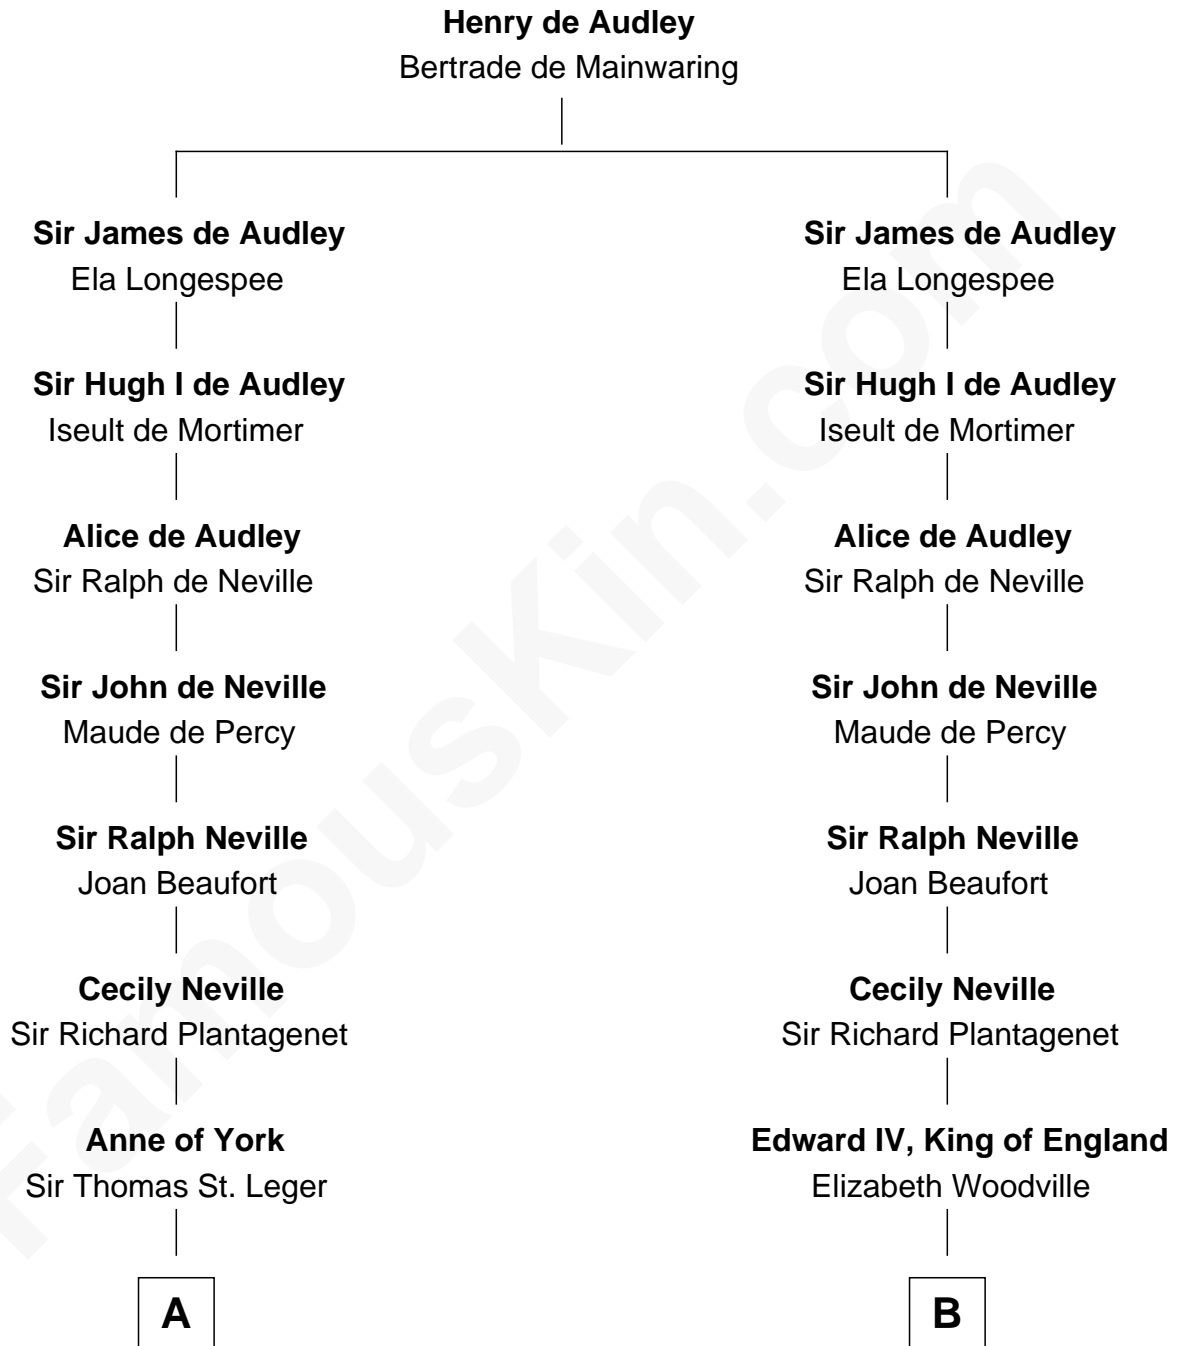 Henry de Audley
Bertrade de Mainwaring
Sir James de Audley
Ela Longespee
Sir Hugh I de Audley
Iseult de Mortimer
Alice de Audley
Sir Ralph de Neville
Sir John de Neville
Maude de Percy
Sir Ralph Neville
Joan Beaufort
Cecily Neville
Sir Richard Plantagenet
Anne of York
Sir Thomas St. Leger
A
Sir James de Audley
Ela Longespee
Sir Hugh I de Audley
Iseult de Mortimer
Alice de Audley
Sir Ralph de Neville
Sir John de Neville
Maude de Percy
Sir Ralph Neville
Joan Beaufort
Cecily Neville
Sir Richard Plantagenet
Edward IV, King of England
Elizabeth Woodville
B
FamousKin.com